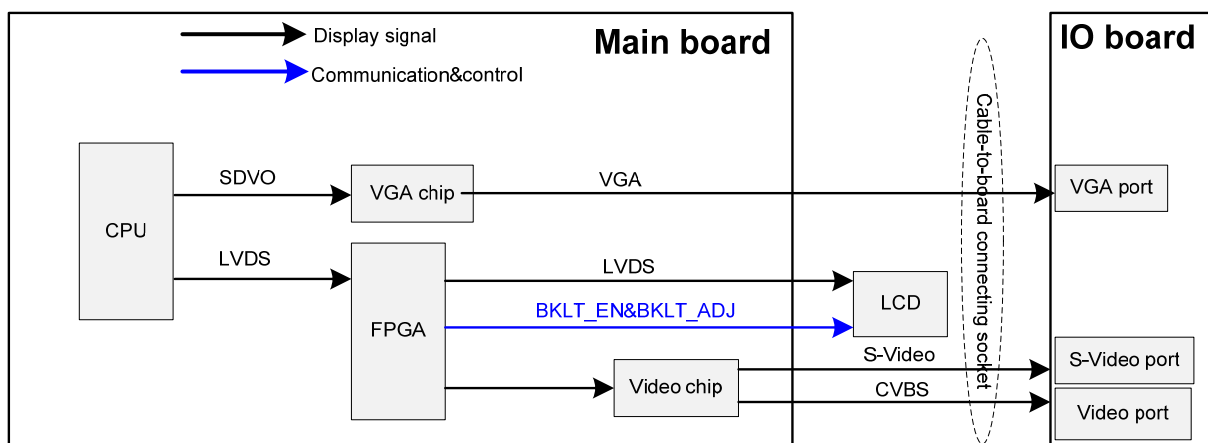 Display signal
Main board
IO board
Communication&control
Cable-to-board connecting socket
SDVO
VGA chip
VGA
VGA port
CPU
LVDS
LVDS
LCD
BKLT_EN&BKLT_ADJ
FPGA
S-Video
S-Video port
Video chip
CVBS
Video port